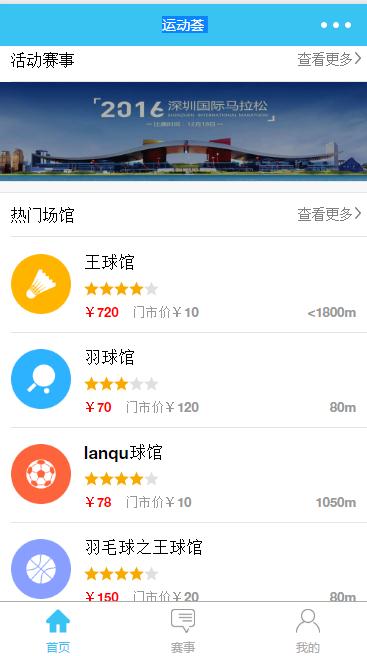 运动荟
活动赛事 查看更多
2016 深圳国际马拉松
SHENZHEN INTERNATIONAL MARATHON
热门场馆 查看更多
王球馆
￥720 门市价￥10 <1800m
羽球馆
￥70 门市价￥120 80m
lanqu球馆
￥78 门市价￥10 1050m
羽毛球之王球馆
￥150 门市价￥20 80m
首页 赛事 我的